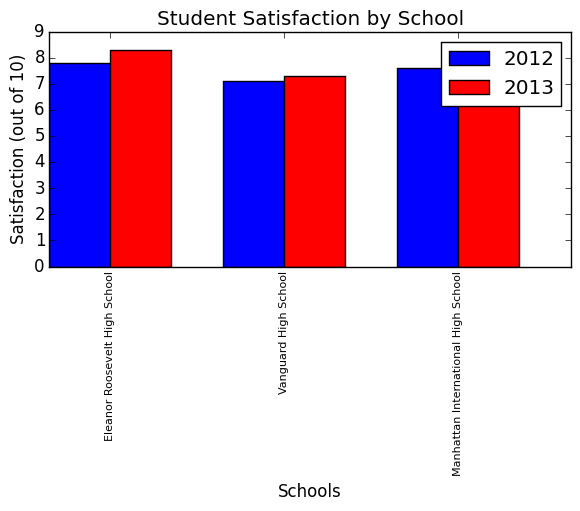 Student Satisfaction by School
Satisfaction (out of 10)
9
8
7
6
5
4
3
2
1
0
2012
2013
Eleanor Roosevelt High School
Vanguard High School
Manhattan International High School
Schools